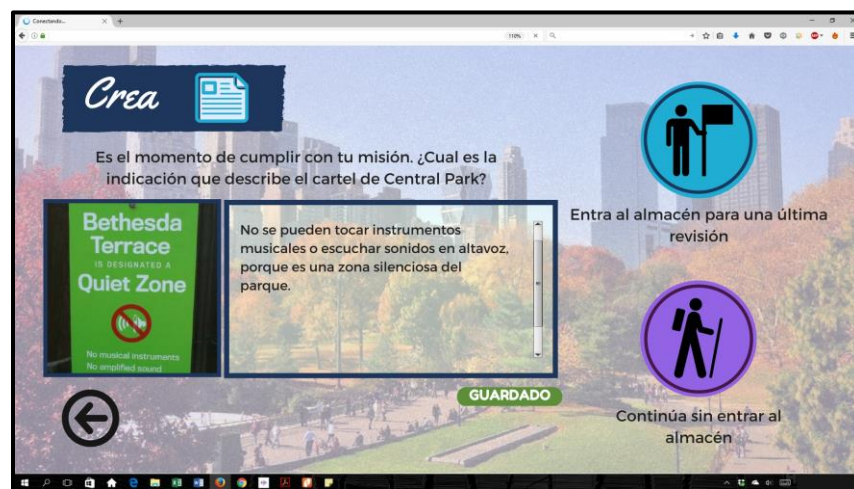 Conectando...
110%
Crea
Es el momento de cumplir con tu misión. ¿Cual es la
indicación que describe el cartel de Central Park?
Bethesda
Terrace
IS DESIGNATED A
Quiet Zone
No musical instruments
No amplified sound
No se pueden tocar instrumentos
musicales o escuchar sonidos en altavoz,
porque es una zona silenciosa del
parque.
GUARDADO
Entra al almacén para una última
revisión
Continúa sin entrar al
almacén